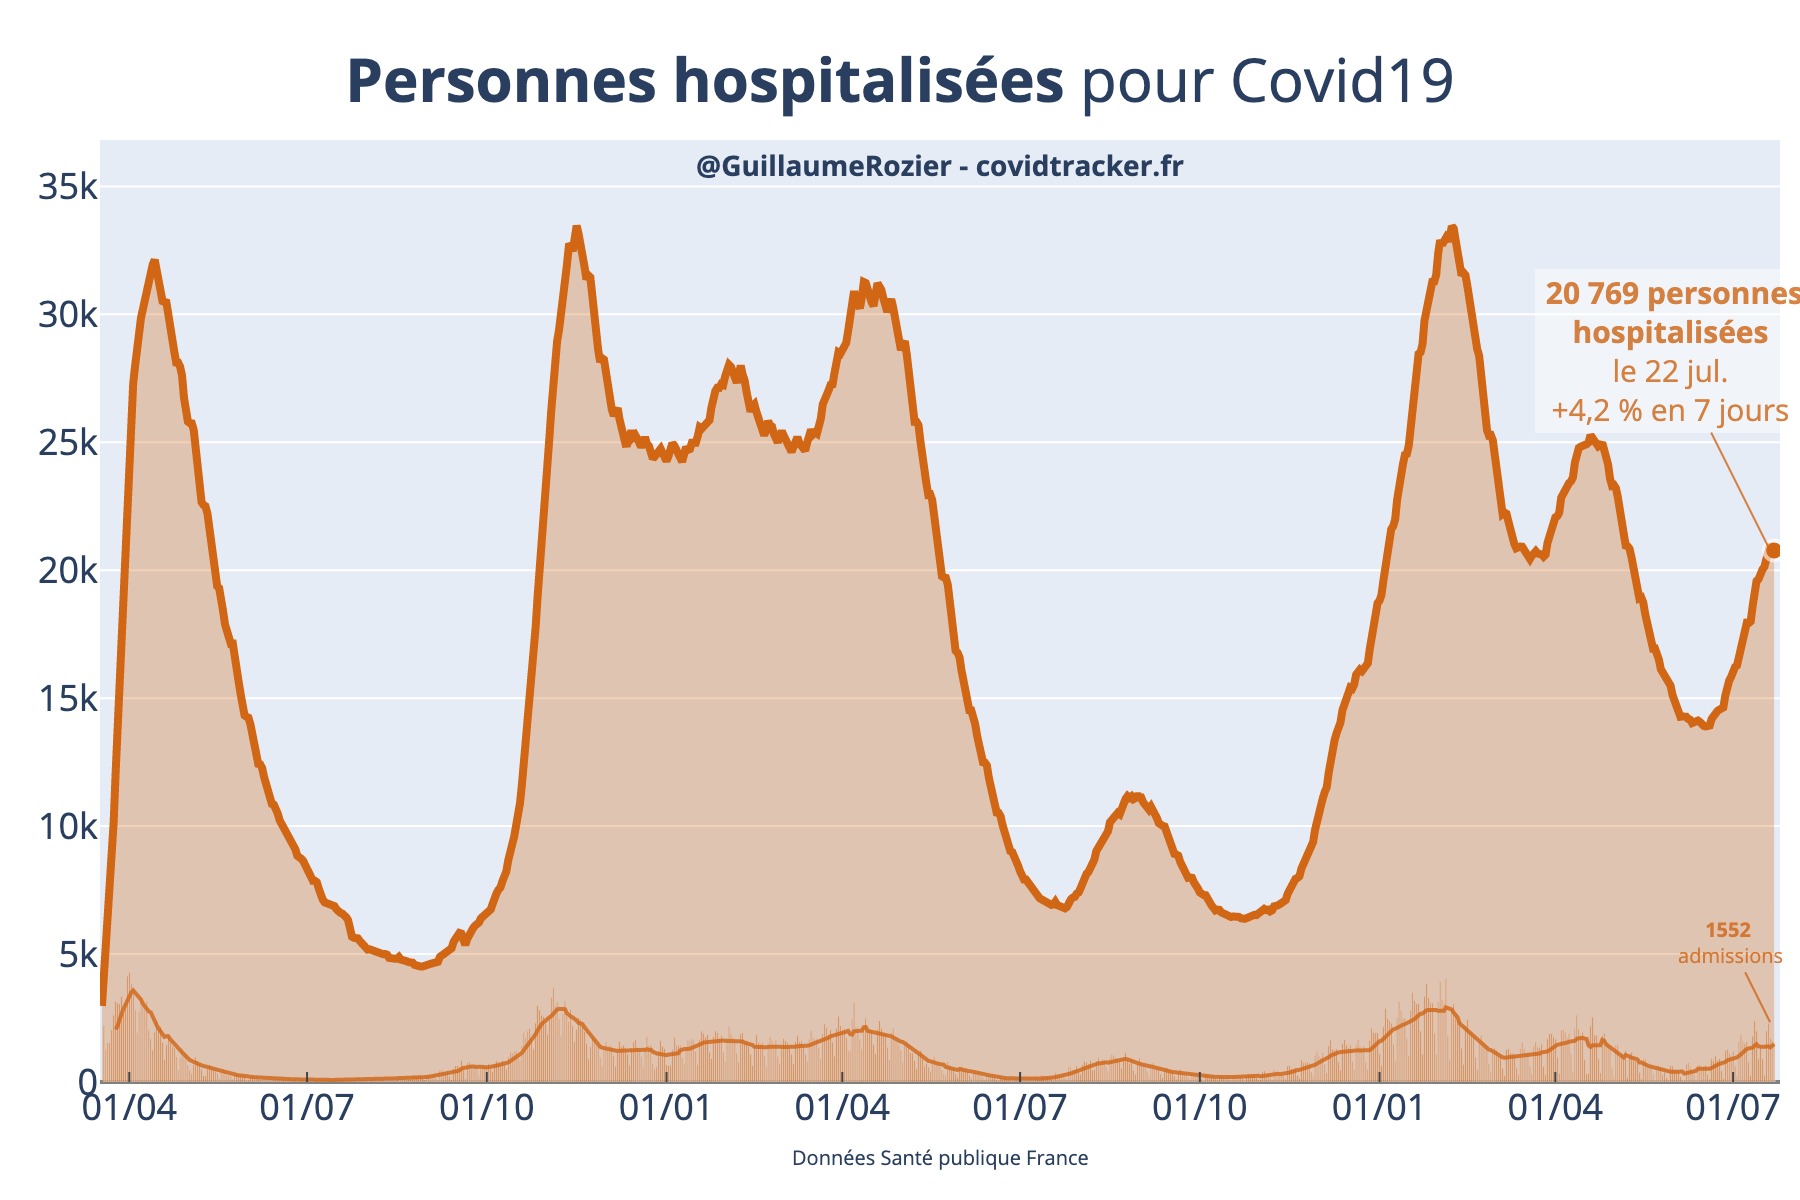 Personnes hospitalisées pour Covid19
@GuillaumeRozier - covidtracker.fr
35k
30k
25k
20k
15k
10k
5k
0
20 769 personnes
hospitalisées
le 22 jul.
+4,2 % en 7 jours
1552
admissions
01/04 01/07 01/10 01/01 01/04 01/07 01/10 01/01 01/04 01/07
Données Santé publique France